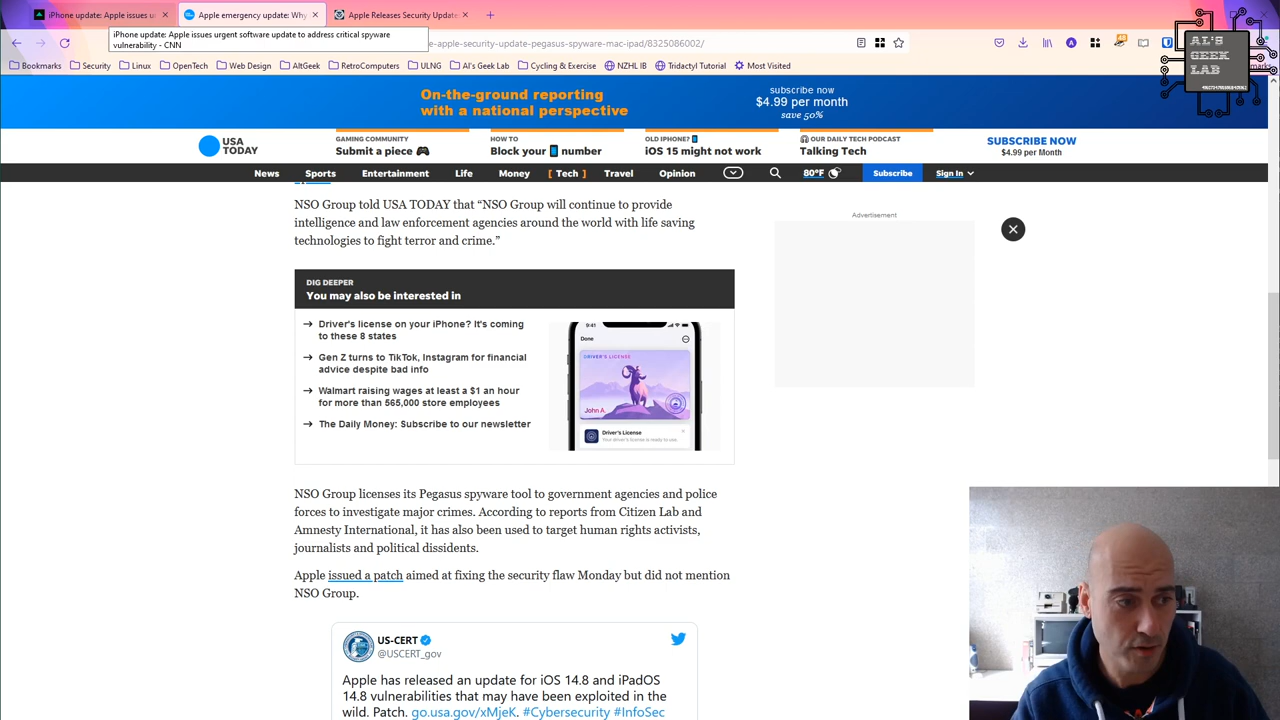 iPhone update: Apple issues u
Apple emergency update: Why
Apple Releases Security Update
iPhone update: Apple issues urgent software update to address critical spyware
vulnerability - CNN
e-apple-security-update-pegasus-spyware-mac-ipad/8325086002/
Bookmarks
Security
Linux
OpenTech
Web Design
AltGeek
RetroComputers
ULNG
Al's Geek Lab
Cycling & Exercise
NZHL IB
Tridactyl Tutorial
Most Visited
AL'S
GEEK
LAB
On-the-ground reporting
with a national perspective
subscribe now
$4.99 per month
save 50%
USA
TODAY
GAMING COMMUNITY
Submit a piece
HOW TO
Block your number
OLD IPHONE?
iOS 15 might not work
OUR DAILY TECH PODCAST
Talking Tech
SUBSCRIBE NOW
$4.99 per Month
News
Sports
Entertainment
Life
Money
[ Tech ]
Travel
Opinion
80°F
Subscribe
Sign In
NSO Group told USA TODAY that “NSO Group will continue to provide
intelligence and law enforcement agencies around the world with life saving
technologies to fight terror and crime.”
Advertisement
DIG DEEPER
You may also be interested in
Driver's license on your iPhone? It's coming
to these 8 states
Gen Z turns to TikTok, Instagram for financial
advice despite bad info
Walmart raising wages at least a $1 an hour
for more than 565,000 store employees
The Daily Money: Subscribe to our newsletter
9:41
Done
DRIVER'S LICENSE
John A.
Driver's License
Your driver's license is ready to use.
NSO Group licenses its Pegasus spyware tool to government agencies and police
forces to investigate major crimes. According to reports from Citizen Lab and
Amnesty International, it has also been used to target human rights activists,
journalists and political dissidents.
Apple issued a patch aimed at fixing the security flaw Monday but did not mention
NSO Group.
US-CERT
@USCERT_gov
Apple has released an update for iOS 14.8 and iPadOS
14.8 vulnerabilities that may have been exploited in the
wild. Patch. go.usa.gov/xMjeK. #Cybersecurity #InfoSec